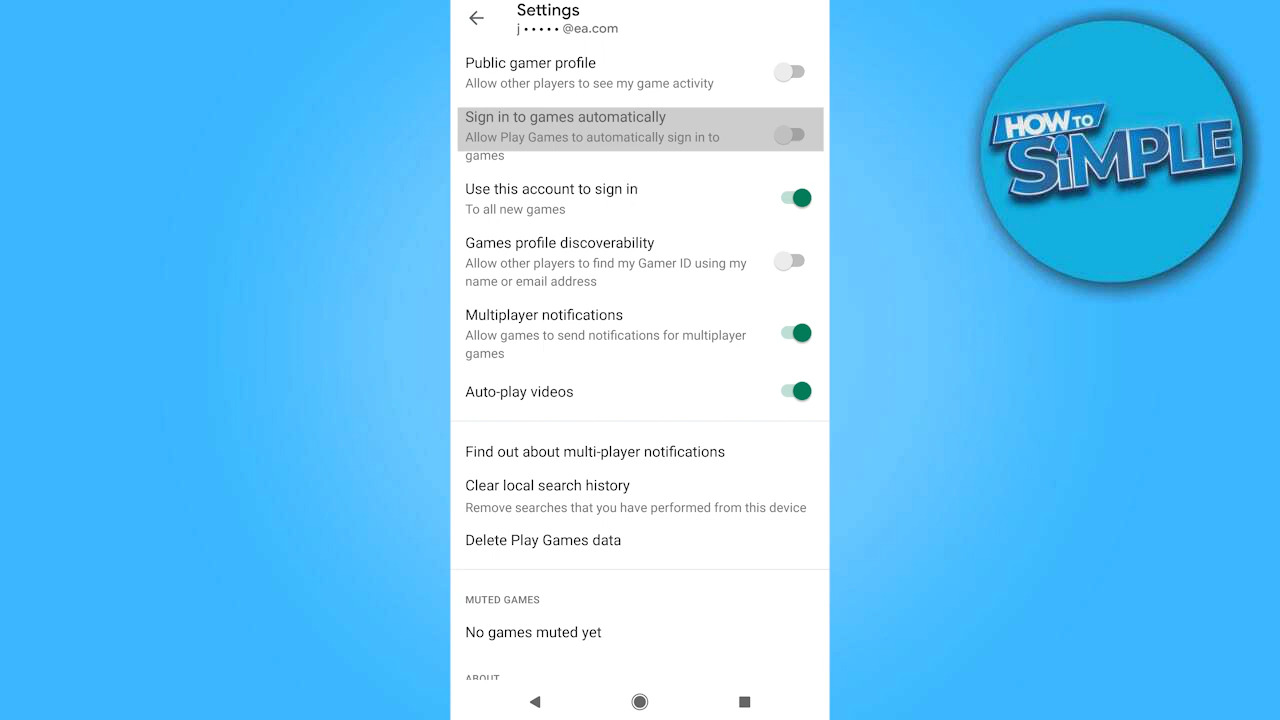 Settings
j • • • • • @ea.com
Public gamer profile
Allow other players to see my game activity
Sign in to games automatically
Allow Play Games to automatically sign in to
games
Use this account to sign in
To all new games
Games profile discoverability
Allow other players to find my Gamer ID using my
name or email address
Multiplayer notifications
Allow games to send notifications for multiplayer
games
Auto-play videos
Find out about multi-player notifications
Clear local search history
Remove searches that you have performed from this device
Delete Play Games data
MUTED GAMES
No games muted yet
ABOUT
HOW TO
SiMPLE